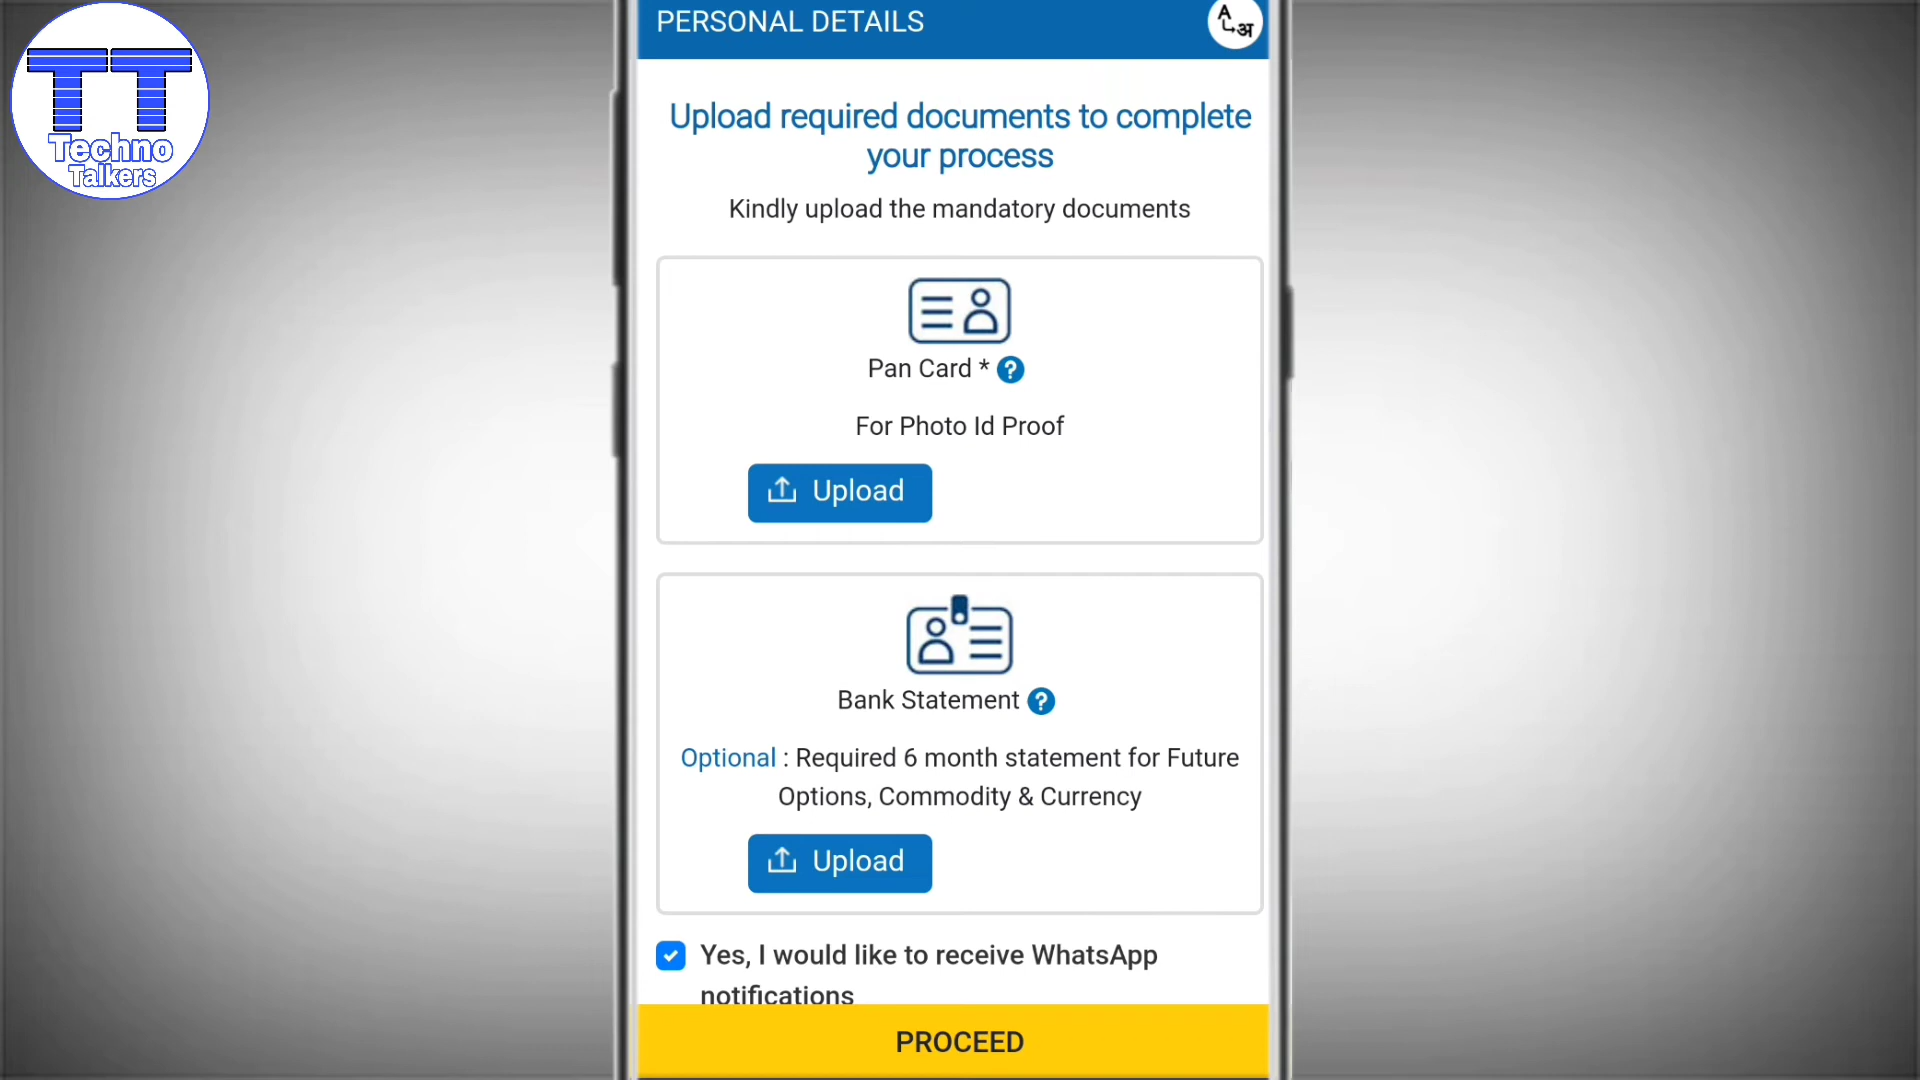 TT
Techno
Talkers
PERSONAL DETAILS
A
अ
Upload required documents to complete
your process
Kindly upload the mandatory documents
Pan Card * ?
For Photo Id Proof
Upload
Bank Statement ?
Optional : Required 6 month statement for Future
Options, Commodity & Currency
Upload
Yes, I would like to receive WhatsApp
notifications
PROCEED